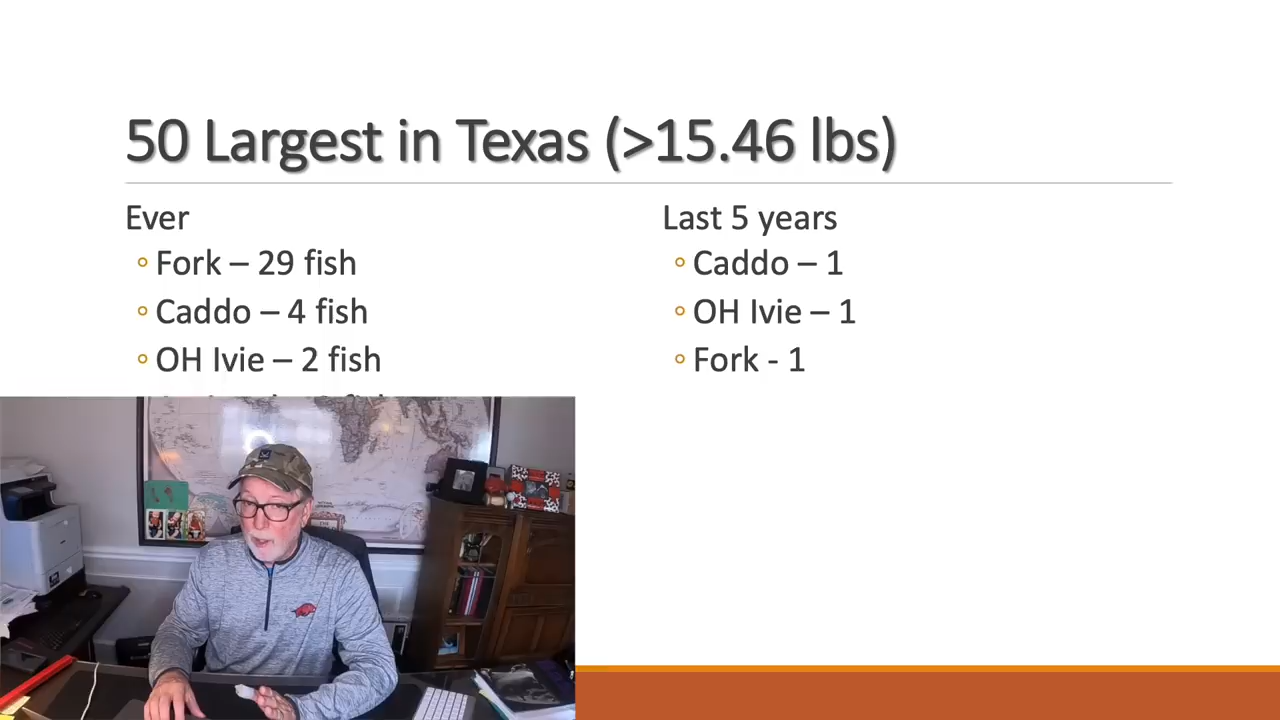 50 Largest in Texas (>15.46 lbs)
Ever
Fork – 29 fish
Caddo – 4 fish
OH Ivie – 2 fish
Last 5 years
Caddo – 1
OH Ivie – 1
Fork - 1